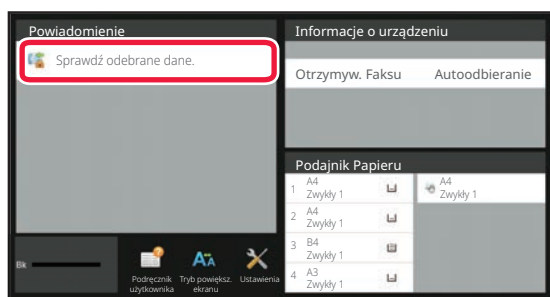 Powiadomienie
Sprawdź odebrane dane.
Informacje o urządzeniu
Otrzymyw. Faksu Autoodbieranie
Podajnik Papieru
1 A4
Zwykły 1
A4
Zwykły 1
2 A4
Zwykły 1
3 B4
Zwykły 1
4 A3
Zwykły 1
Bk
Podręcznik
użytkownika
Tryb powiększ.
ekranu
Ustawienia